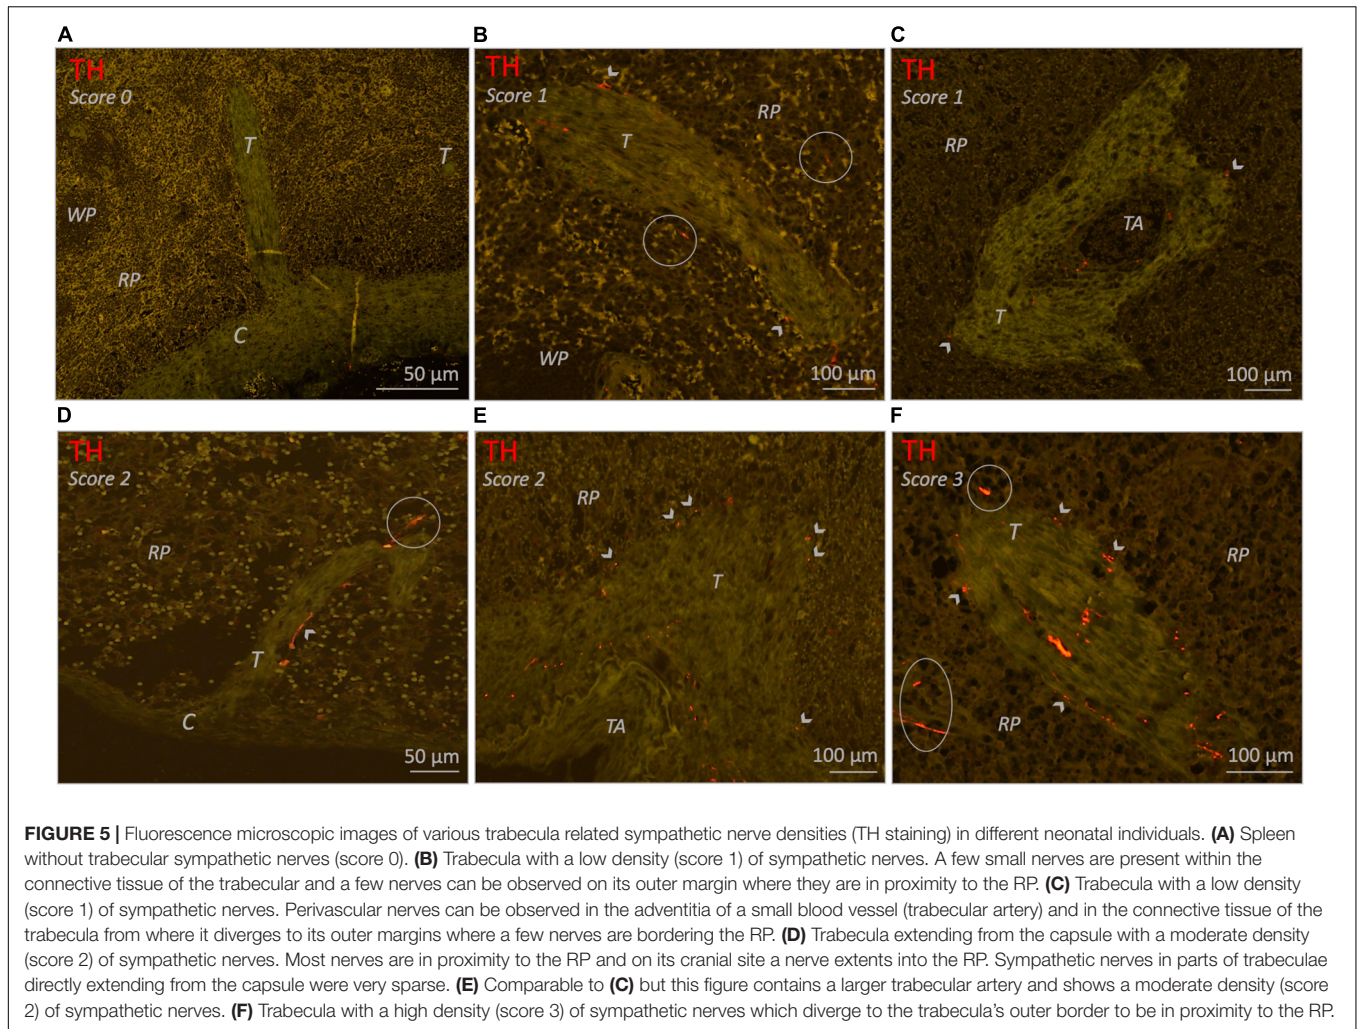 A
TH
Score 0
T
T
WP
RP
C
50 µm
B
TH
Score 1
RP
T
WP
100 µm
C
TH
Score 1
RP
TA
T
100 µm
D
TH
Score 2
RP
T
C
50 µm
E
TH
Score 2
RP
T
TA
100 µm
F
TH
Score 3
T
RP
RP
100 µm
FIGURE 5 | Fluorescence microscopic images of various trabecula related sympathetic nerve densities (TH staining) in different neonatal individuals. (A) Spleen
without trabecular sympathetic nerves (score 0). (B) Trabecula with a low density (score 1) of sympathetic nerves. A few small nerves are present within the
connective tissue of the trabecular and a few nerves can be observed on its outer margin where they are in proximity to the RP. (C) Trabecula with a low density
(score 1) of sympathetic nerves. Perivascular nerves can be observed in the adventitia of a small blood vessel (trabecular artery) and in the connective tissue of the
trabecula from where it diverges to its outer margins where a few nerves are bordering the RP. (D) Trabecula extending from the capsule with a moderate density
(score 2) of sympathetic nerves. Most nerves are in proximity to the RP and on its cranial site a nerve extents into the RP. Sympathetic nerves in parts of trabeculae
directly extending from the capsule were very sparse. (E) Comparable to (C) but this figure contains a larger trabecular artery and shows a moderate density (score
2) of sympathetic nerves. (F) Trabecula with a high density (score 3) of sympathetic nerves which diverge to the trabecula's outer border to be in proximity to the RP.